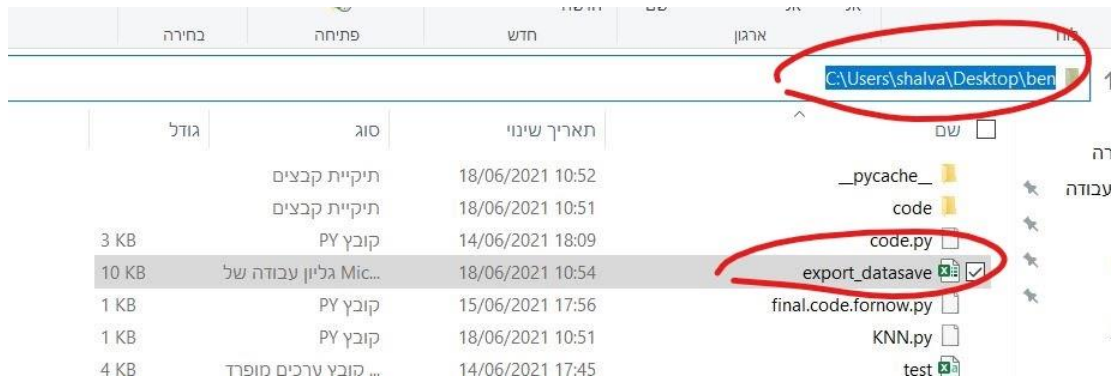 ארגון חדש פתיחה בחירה
C:\Users\shalva\Desktop\ben
שם תאריך שינוי סוג גודל
__pycache__ 18/06/2021 10:52 תיקיית קבצים
code 18/06/2021 10:51 תיקיית קבצים
code.py 14/06/2021 18:09 קובץ PY 3 KB
export_datasave 18/06/2021 10:54 גליון עבודה של Mic... 10 KB
final.code.fornow.py 15/06/2021 17:56 קובץ PY 1 KB
KNN.py 18/06/2021 10:51 קובץ PY 1 KB
test 14/06/2021 17:45 קובץ ערכים מופרד ... 4 KB
עבודה